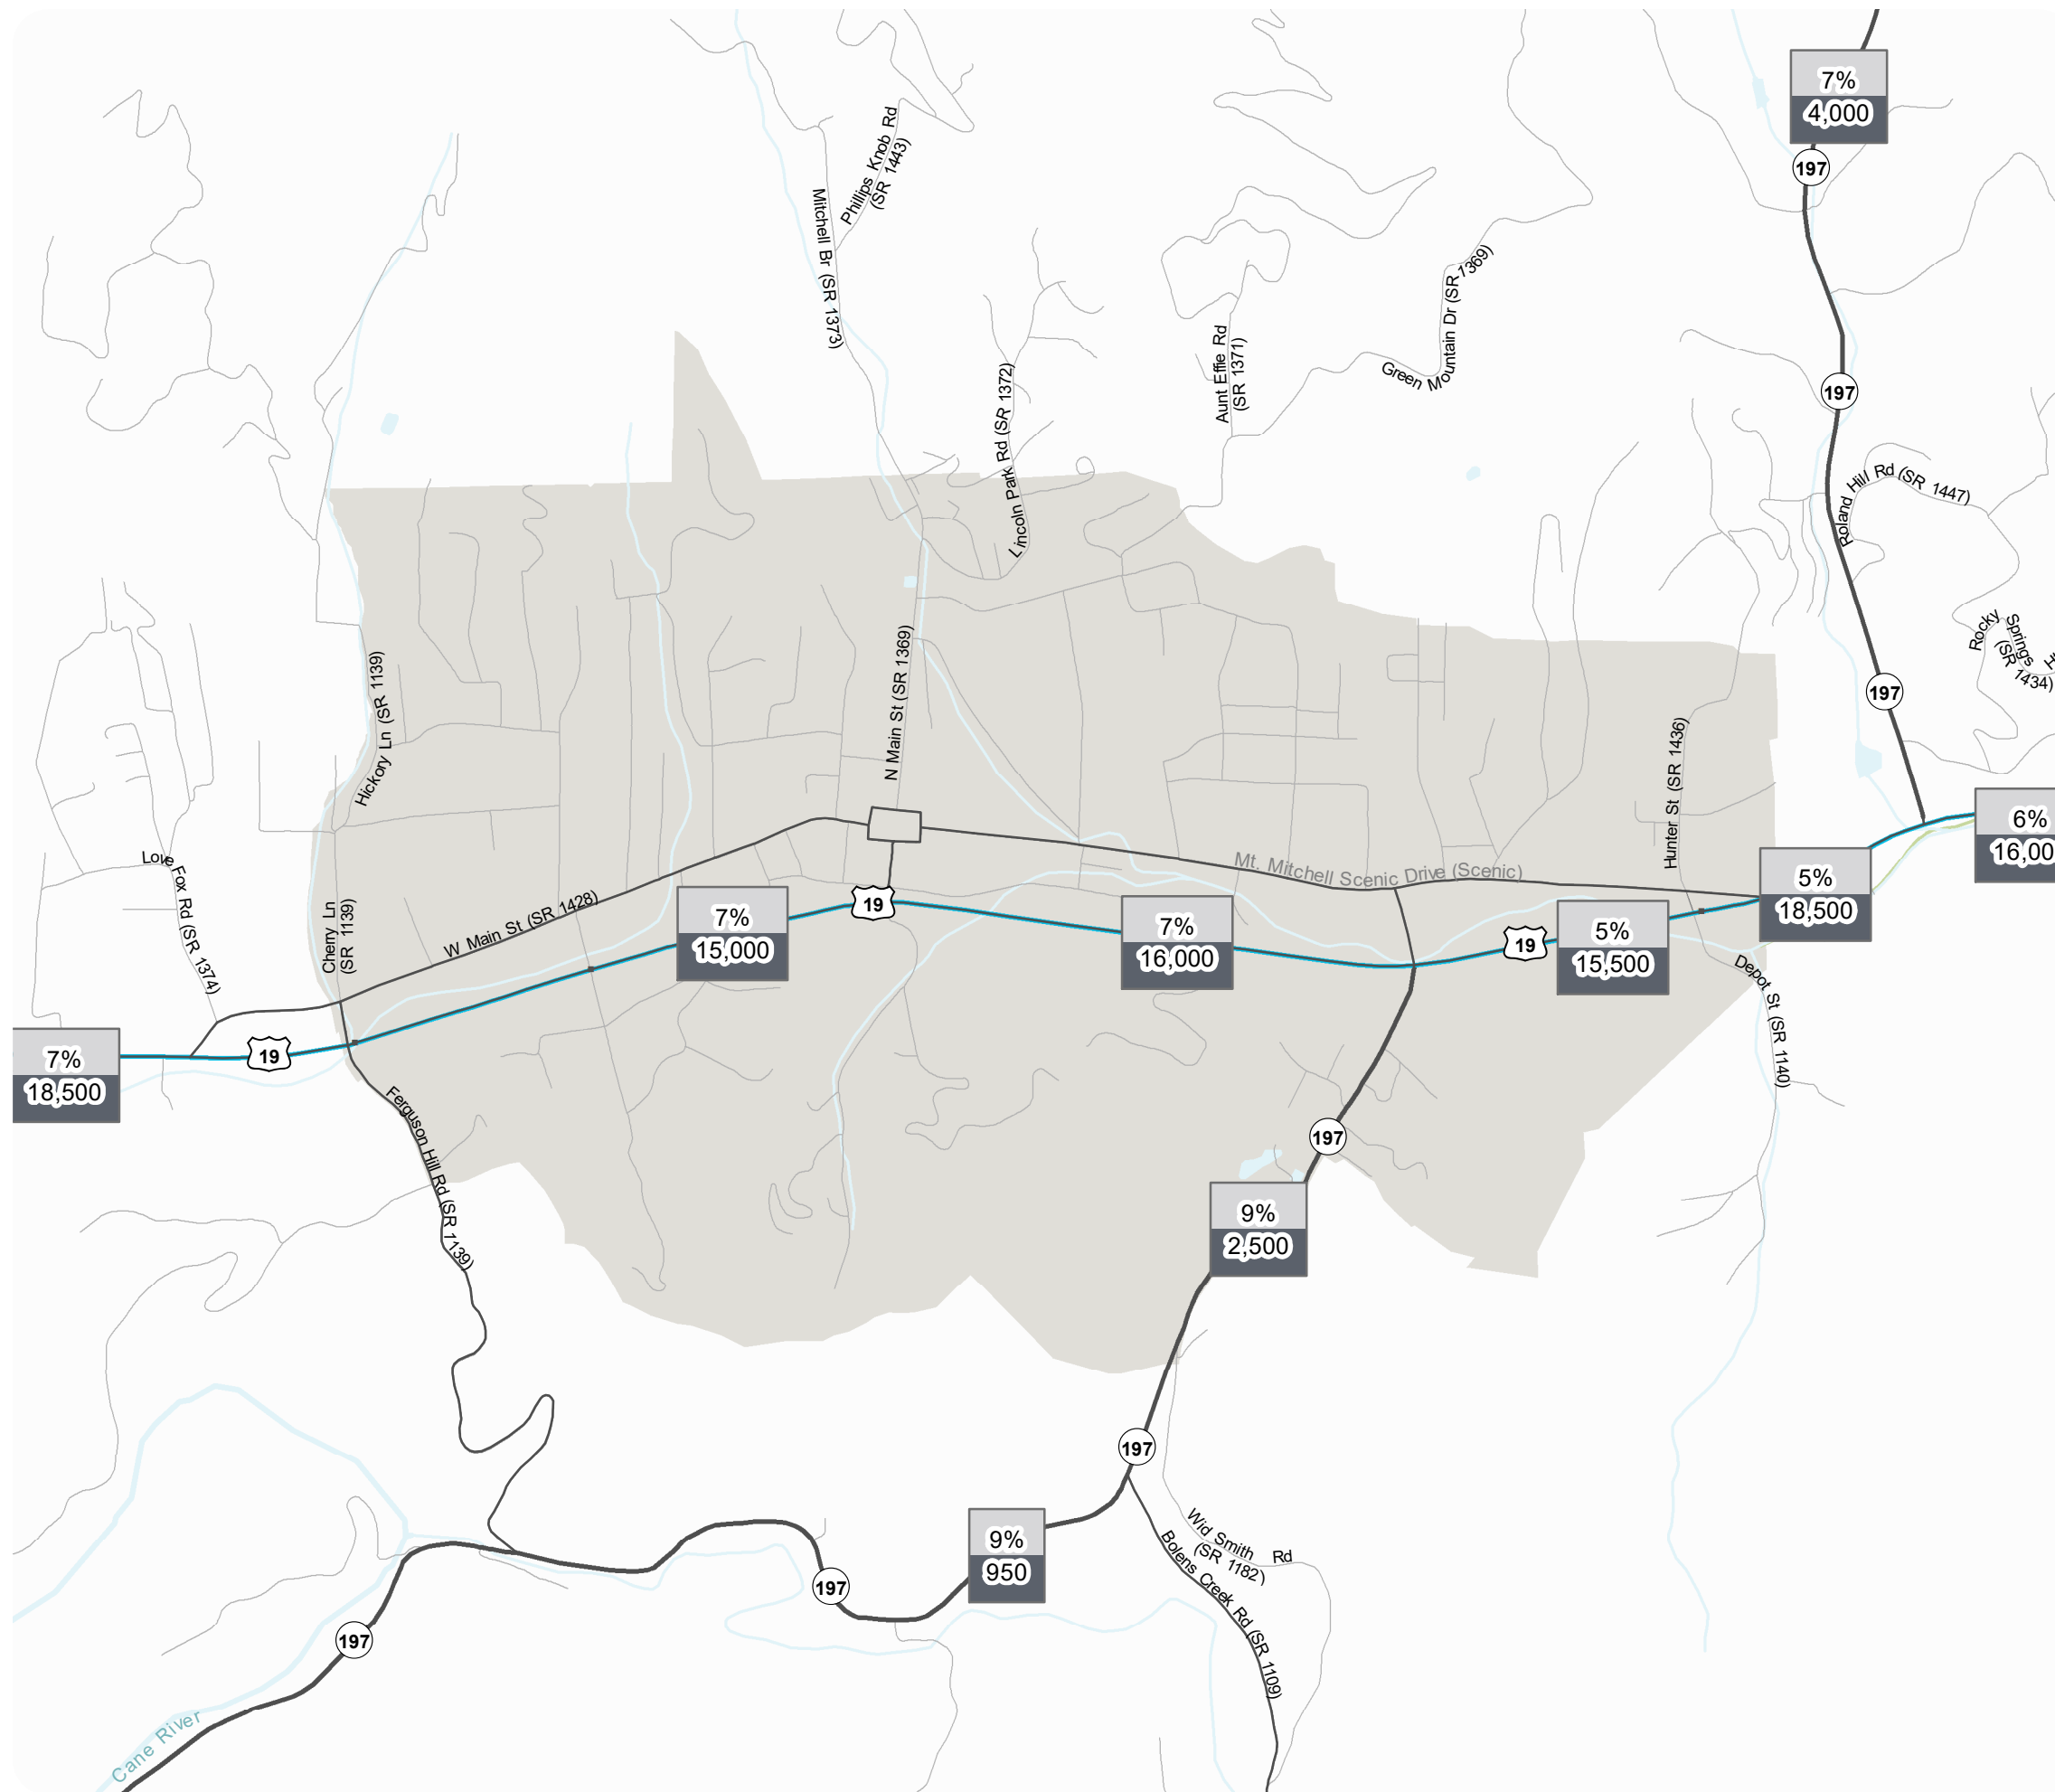 7%
4,000
197
Phillips Knob Rd
(SR 1443)
Mitchell Br (SR 1373)
Green Mountain Dr (SR 1369)
Aunt Effie Rd
(SR 1371)
Lincoln Park Rd (SR 1372)
197
Roland Hill Rd (SR 1447)
Rocky Springs
(SR 1434)
197
Hickory Ln (SR 1139)
N Main St (SR 1369)
Hunter St (SR 1436)
6%
16,00
Love Fox Rd (SR 1374)
Mt. Mitchell Scenic Drive (Scenic)
5%
18,500
Cherry Ln
(SR 1139)
W Main St (SR 1428)
7%
15,000
19
7%
16,000
19
5%
15,500
Depot St (SR 1140)
7%
18,500
19
Ferguson Hill Rd (SR 1139)
197
9%
2,500
197
9%
950
Wid Smith Rd
(SR 1182)
Bolens Creek Rd (SR 1109)
197
197
Cane River